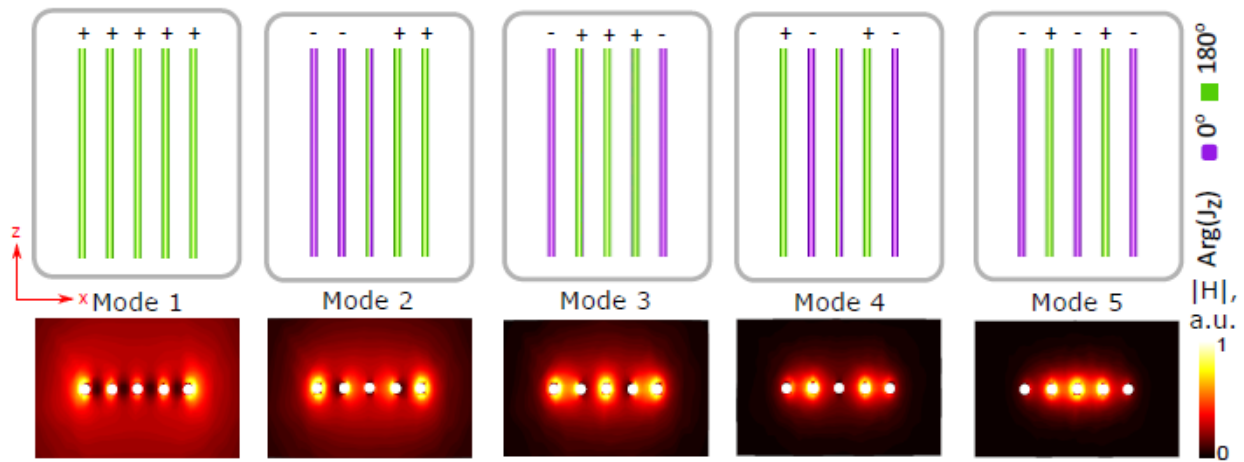 + + + + +
- - + +
- + + + -
+ - + -
- + - + -
z
x
Mode 1
Mode 2
Mode 3
Mode 4
Mode 5
Arg(Jz) 0° 180°
|H|,
a.u.
1
0